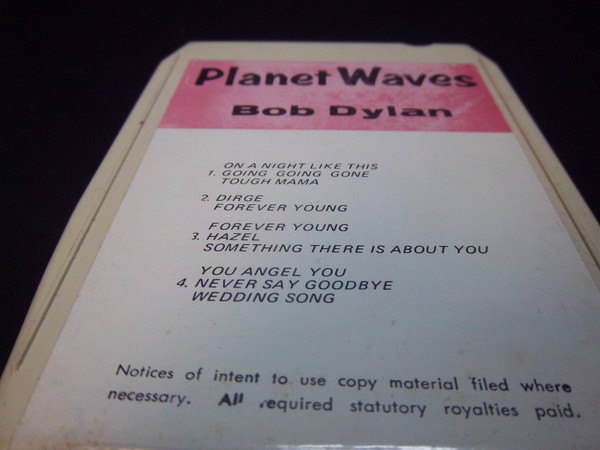 Planet Waves
Bob Dylan
ON A NIGHT LIKE THIS
1. GOING GOING GONE
TOUGH MAMA
2. DIRGE
FOREVER YOUNG
FOREVER YOUNG
3. HAZEL
SOMETHING THERE IS ABOUT YOU
YOU ANGEL YOU
4. NEVER SAY GOODBYE
WEDDING SONG
Notices of intent to use copy material filed where
necessary. All required statutory royalties paid.